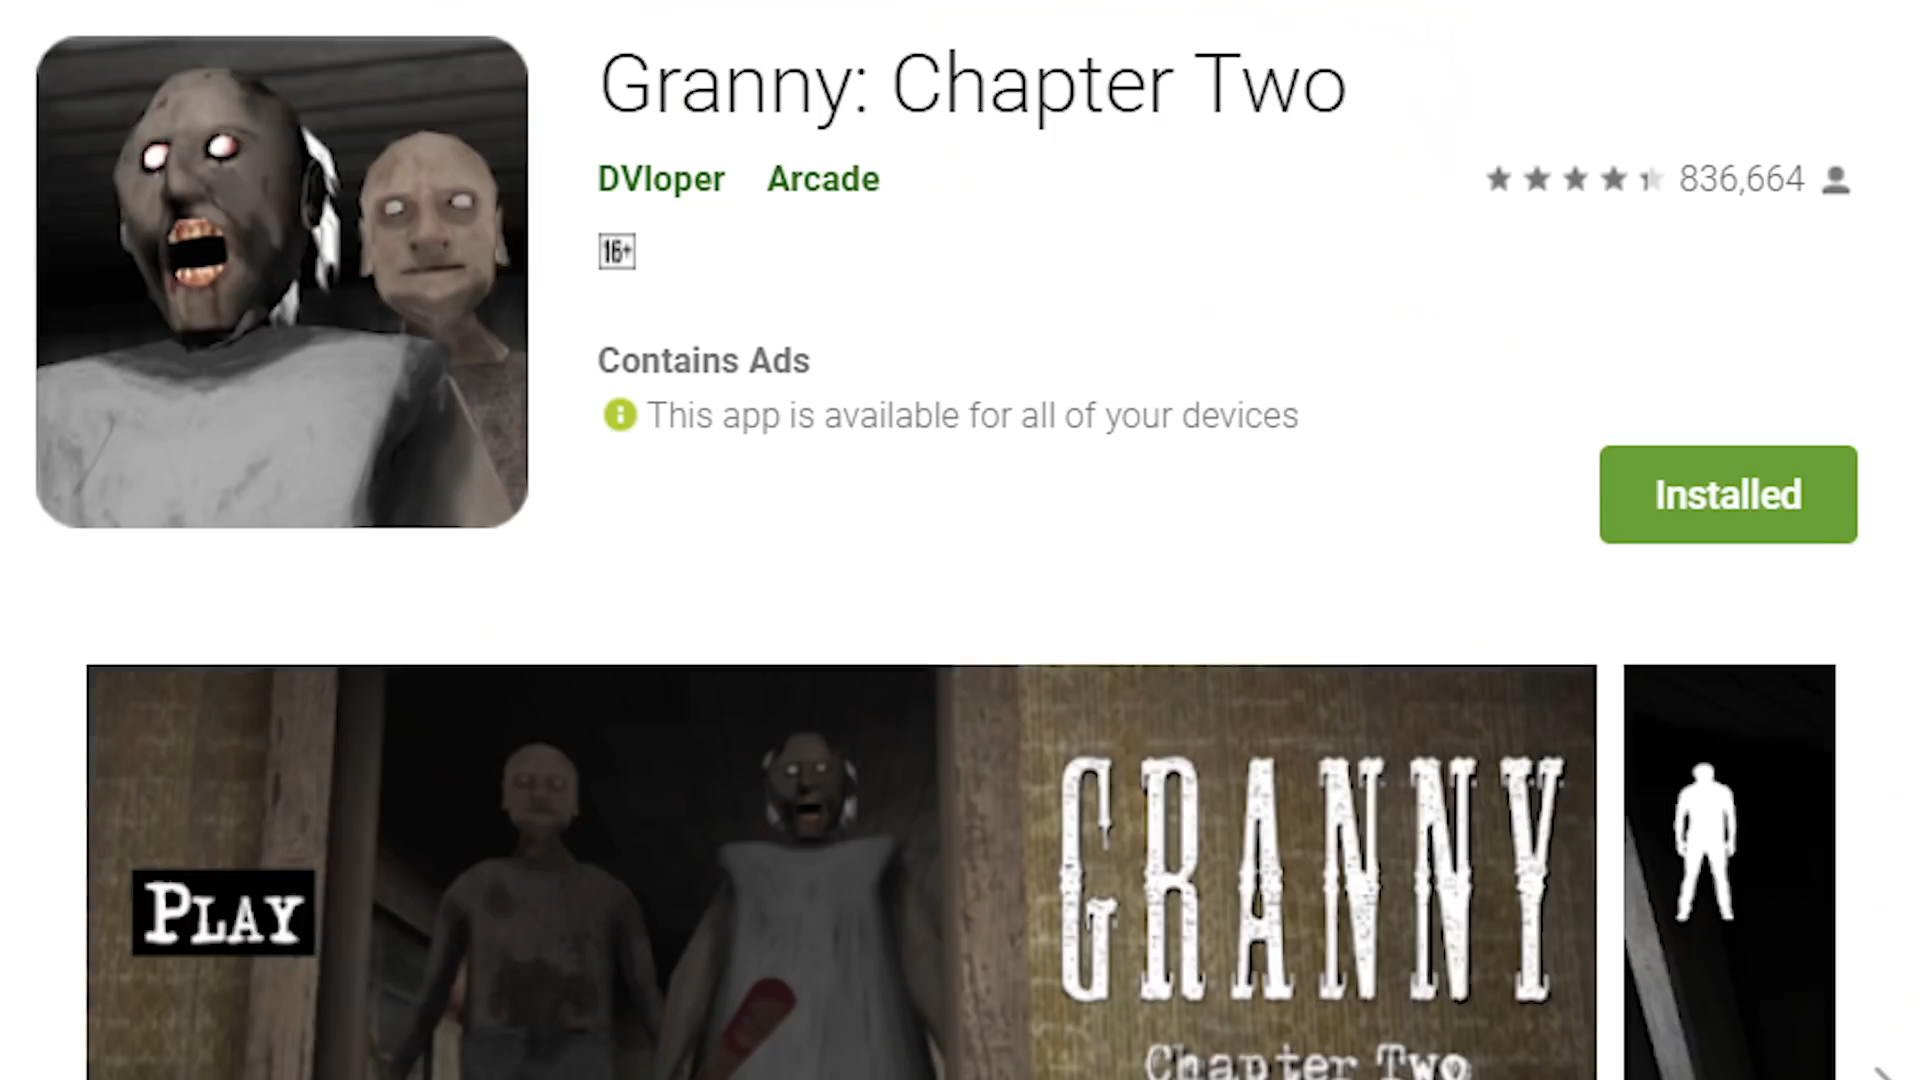 Granny: Chapter Two
DVloper Arcade
836,664
16+
Contains Ads
This app is available for all of your devices
Installed
PLAY
GRANNY
Chapter Two